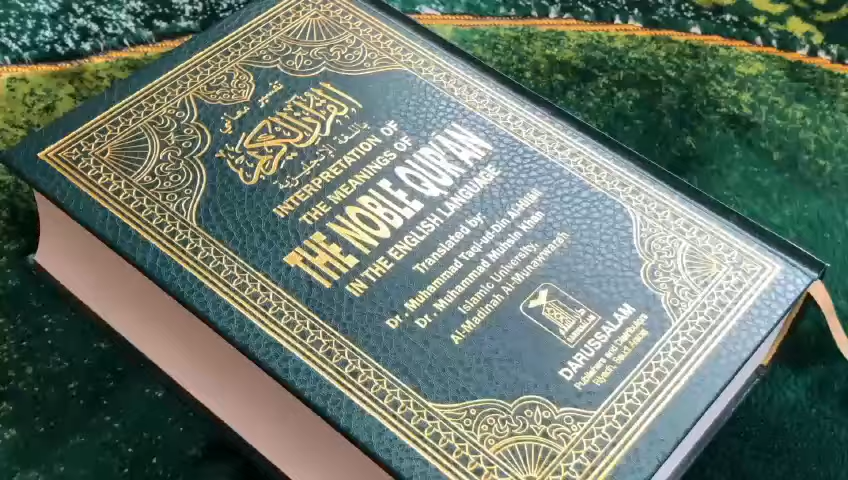 تفسير معاني
القرآن الكريم
باللغة الإنجليزية
INTERPRETATION OF
THE MEANINGS OF
THE NOBLE QUR'AN
IN THE ENGLISH LANGUAGE
Translated by
Dr. Muhammad Taqi-ud-Din Al-Hilali
Dr. Muhammad Muhsin Khan
Islamic University,
Al-Madinah Al-Munawwarah
DARUSSALAM
DARUSSALAM
Publishers and Distributors
Riyadh, Saudi Arabia